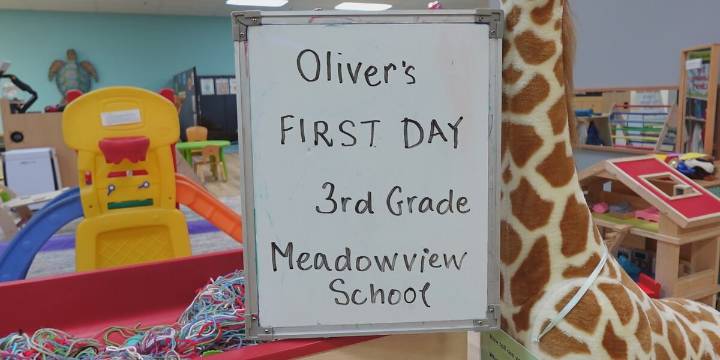 Oliver's
FIRST DAY
3rd Grade
Meadowview
School